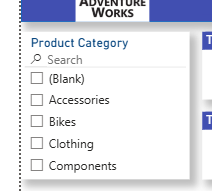 ADVENTURE
WORKS
Product Category
Search
(Blank)
Accessories
Bikes
Clothing
Components